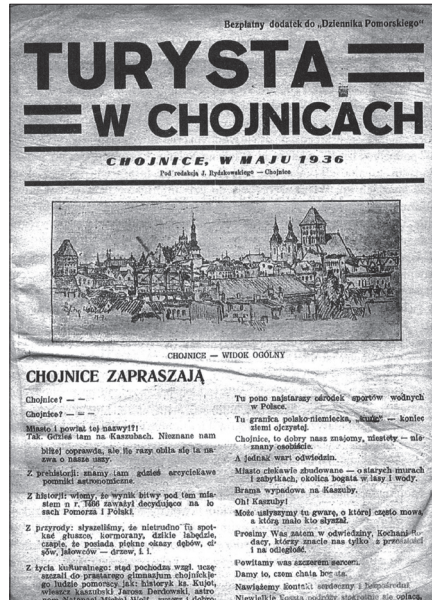 Bezpłatny dodatek do „Dziennika Pomorskiego"
TURYSTA
W CHOJNICACH
CHOJNICE, W MAJU 1936
Pod redakcją J. Rydzkowskiego — Chojnice
CHOJNICE — WIDOK OGÓLNY
CHOJNICE ZAPRASZAJĄ
Chojnice? — —
Chojnice? — — —
Miasto i powiat tej nazwy!?!
Tak. Gdzieś tam na Kaszubach. Nieznane nam
bliżej coprawda, ale ile razy obiła się ta na-
zwa o nasze uszy.
Z prehistorji: znamy tam gdzieś arcyciekawe
pomniki astronomiczne.
Z historji: wiemy, że wynik bitwy pod tem mia-
stem n r. 1466 zaważył decydująco na lo
sach Pomorza i Polski.
Z przyrody: słyszeliśmy, że nietrudno tu spot-
kać głuszce, kormorany, dzikie łabędzie,
czaple, że posiada piękne okazy dębów, ci-
sów, jałowców — drzew, i. i.
Z życia kulturalnego: stąd pochodzą wzgl. uczę-
szczali do prastarego gimnazjum chojnickie-
go ludzie pomorscy jak historyk ks. Kujot,
wieszcz kaszubski Jarosz Derdowski, astro-
Tu pono najstarszy ośrodek sportów wodnych
w Polsce.
Tu granica polsko-niemiecka, — koniec
ziemi ojczystej.
Chojnice, to dobry nasz znajomy, niestety — nie-
znany osobiście.
A jednak wart odwiedzin.
Miasto ciekawie zbudowane — o starych murach
i zabytkach, okolica bogata w lasy i wody.
Brama wypadowa na Kaszuby.
Oh! Kaszuby!
Może usłyszymy tu gwarę, o której często mowa,
a którą mało kto słyszał.
Prosimy Was zatem w odwiedziny, Kochani Ro-
dacy, którzy znacie nas tylko z przeszłości
i na odległość.
Powitamy was szczerem sercem.
Damy to, czem chata bogata.
Nawiążemy kontakt serdeczny i bezpośredni